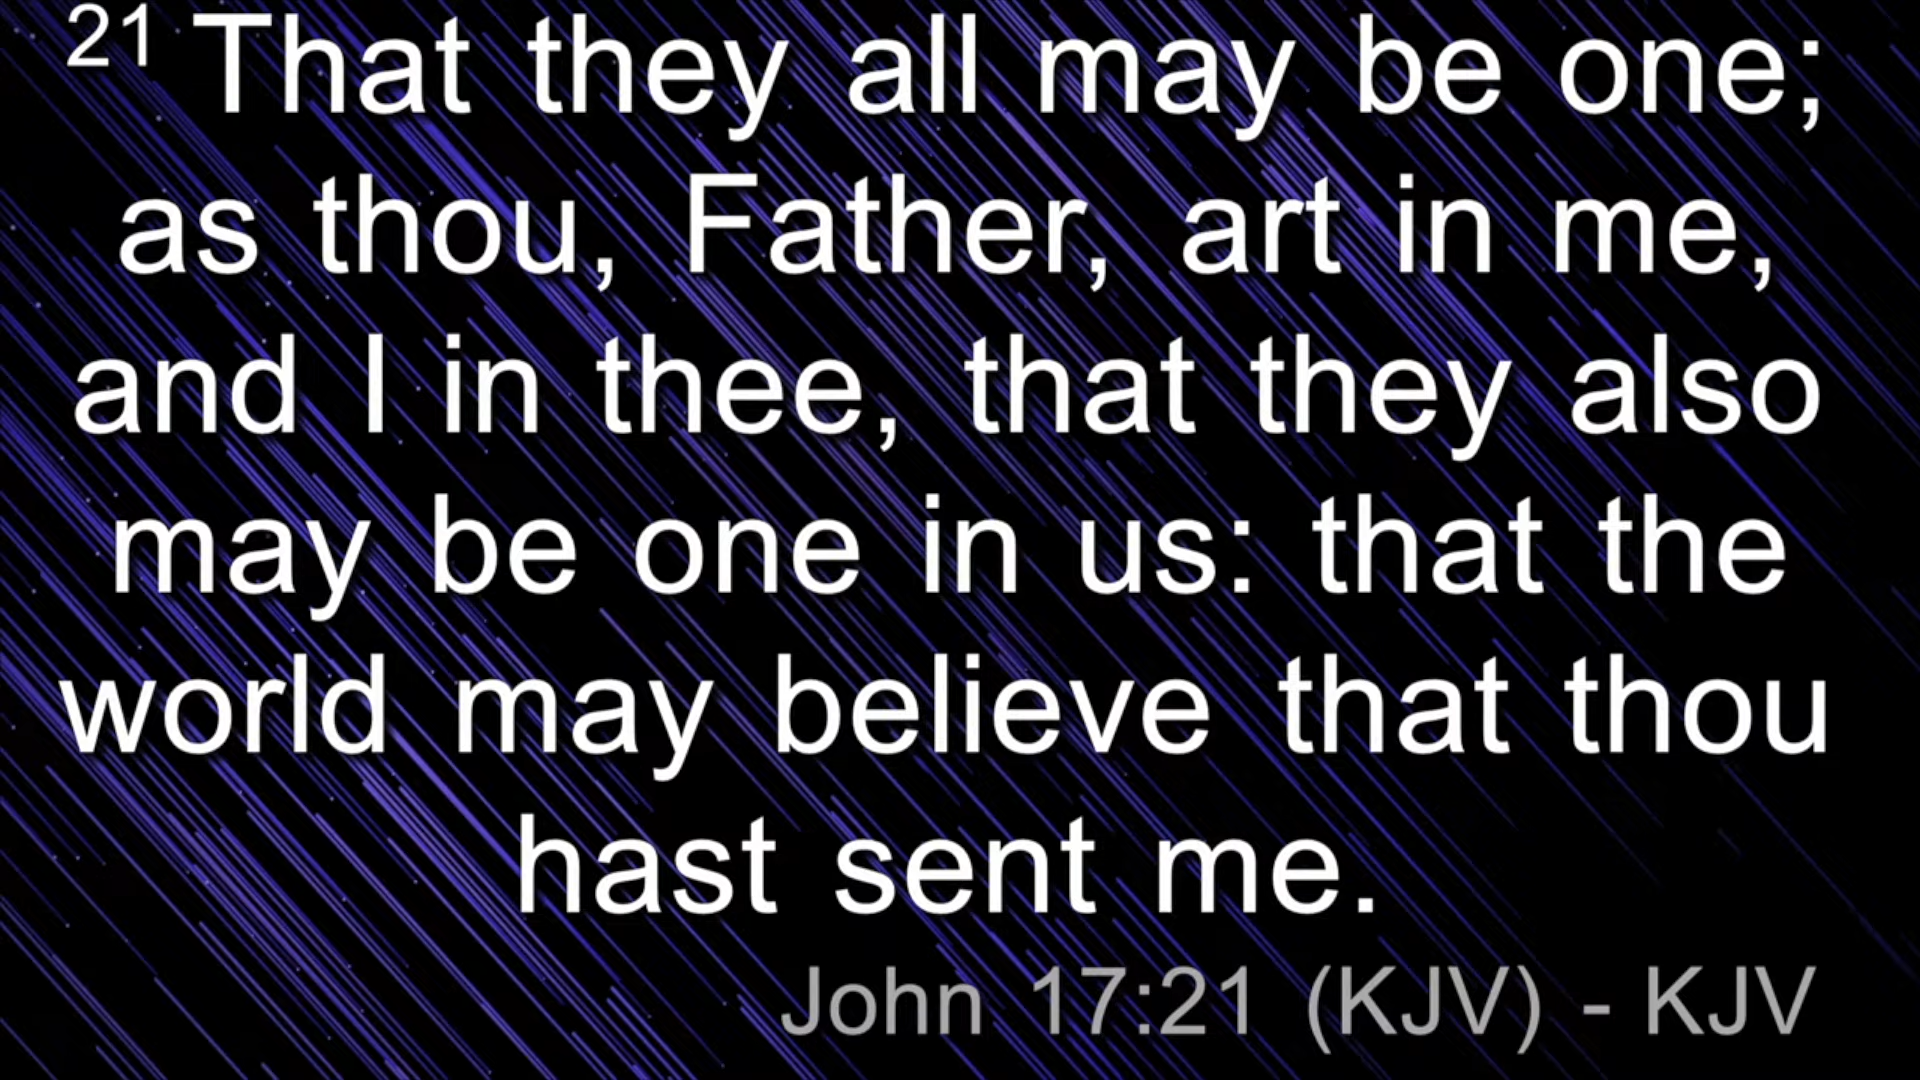 21 That they all may be one;
as thou, Father, art in me,
and I in thee, that they also
may be one in us: that the
world may believe that thou
hast sent me.
John 17:21 (KJV) - KJV